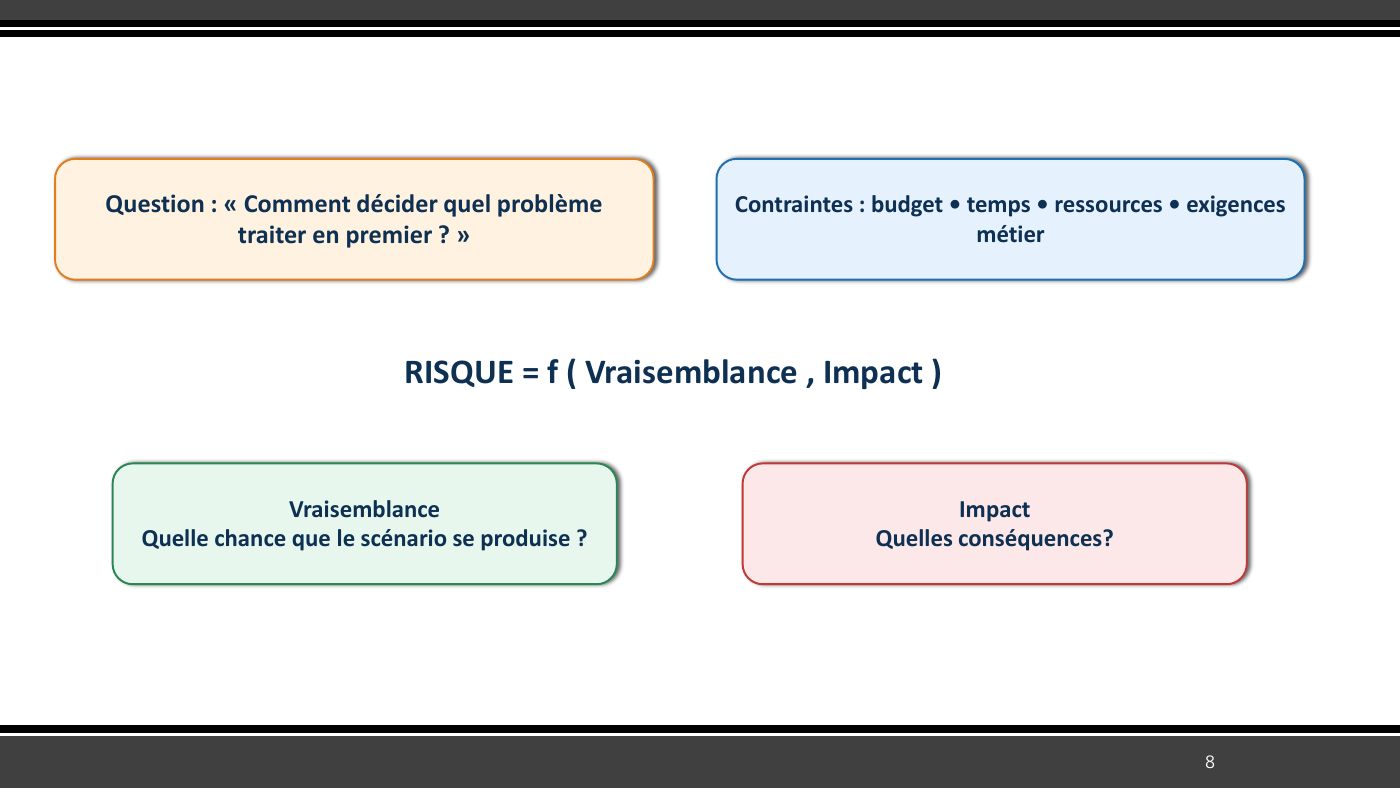 Question : « Comment décider quel problème
traiter en premier ? »
Contraintes : budget • temps • ressources • exigences
métier
RISQUE = f ( Vraisemblance , Impact )
Vraisemblance
Quelle chance que le scénario se produise ?
Impact
Quelles conséquences?
8